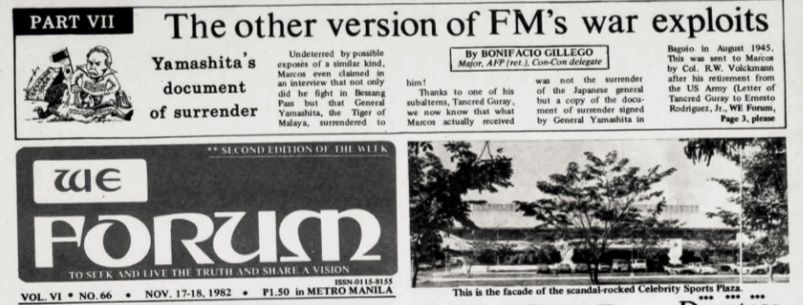 PART VII
The other version of FM's war exploits
Yamashita's
document
of surrender
Undeterred by possible
exposés of a similar kind,
Marcos even claimed in
an interview that not only
did he fight in Bessang
Pass but that General
Yamashita, the Tiger of
Malaya, surrendered to
By BONIFACIO GILLEGO
Major, AFP (ret.), Con-Con delegate
him!
Thanks to one of his
subalterns, Tancred Guray,
we now know that what
Marcos actually received
was not the surrender
of the Japanese general
but a copy of the docu-
ment of surrender signed
by General Yamashita in
Baguio in August 1945.
This was sent to Marcos
by Col. R.W. Volckmann
after his retirement from
the US Army (Letter of
Tancred Guray to Ernesto
Rodriguez, Jr., WE Forum,
Page 3, please
** SECOND EDITION OF THE WEEK
WE
FORUM
TO SEEK AND LIVE THE TRUTH AND SHARE A VISION
ISSN-0115-8155
VOL. VI * NO. 66 * NOV. 17-18, 1982 * P1.50 in METRO MANILA
This is the facade of the scandal-rocked Celebrity Sports Plaza.